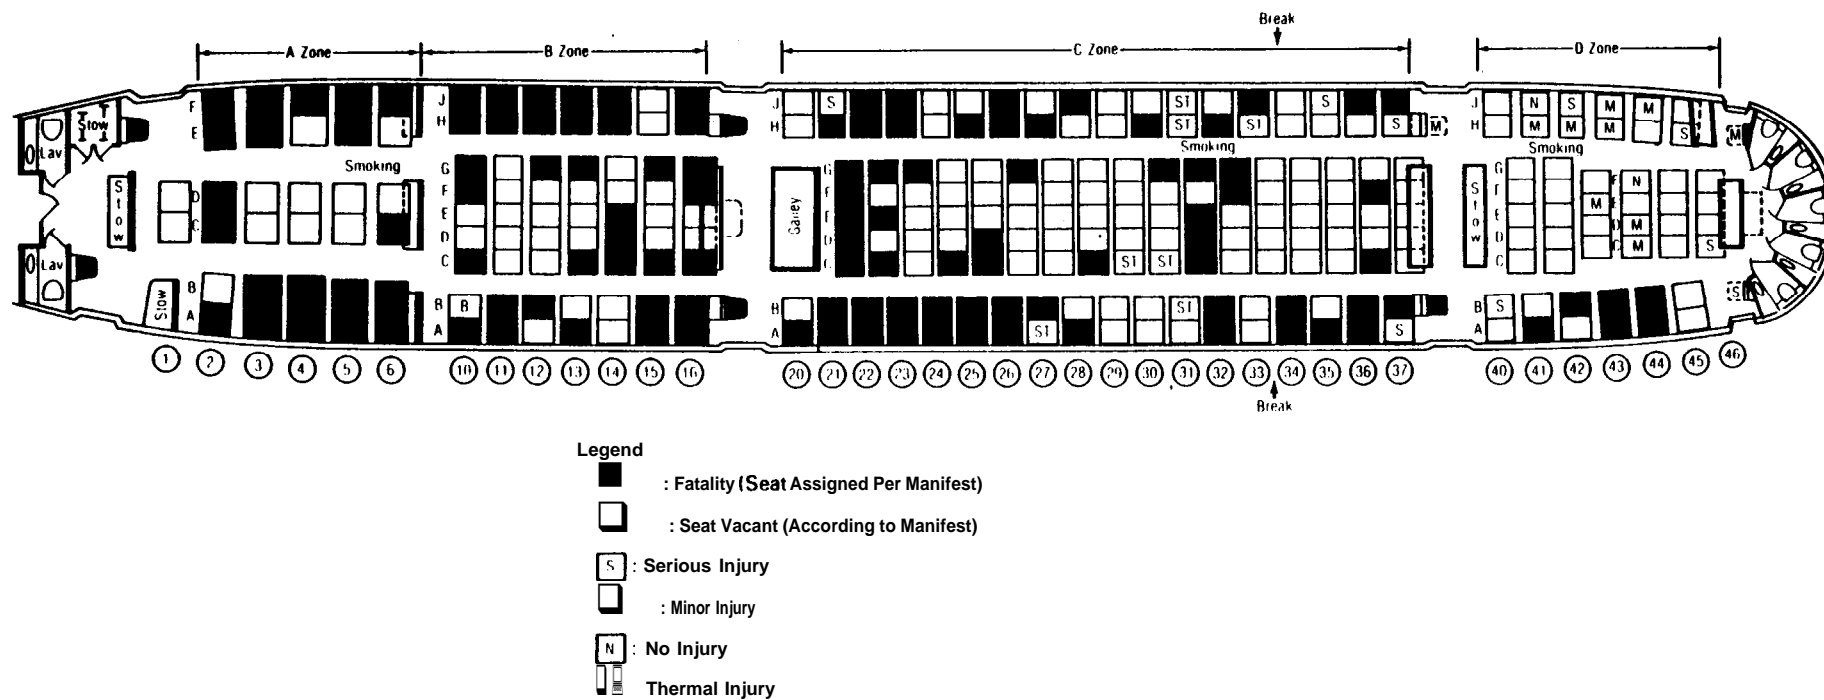 Break
A Zone
B Zone
C Zone
D Zone
F
E
J
H
J
H
S
ST
ST
ST
S
S
M
J
H
N
M
S
M
M
M
M
S
M
Stow
Lav
Smoking
Smoking
Smoking
Stow
D
C
G
F
E
D
C
G
F
E
D
C
Galley
ST
ST
Stow
G
F
E
D
C
F
E
D
C
M
N
M
M
S
Lav
Stow
B
A
B
A
B
B
A
ST
ST
S
B
A
S
S
1
2
3
4
5
6
10
11
12
13
14
15
16
20
21
22
23
24
25
26
27
28
29
30
31
32
33
34
35
36
37
40
41
42
43
44
45
46
Break
Legend
: Fatality (Seat Assigned Per Manifest)
: Seat Vacant (According to Manifest)
S : Serious Injury
: Minor Injury
N : No Injury
Thermal Injury